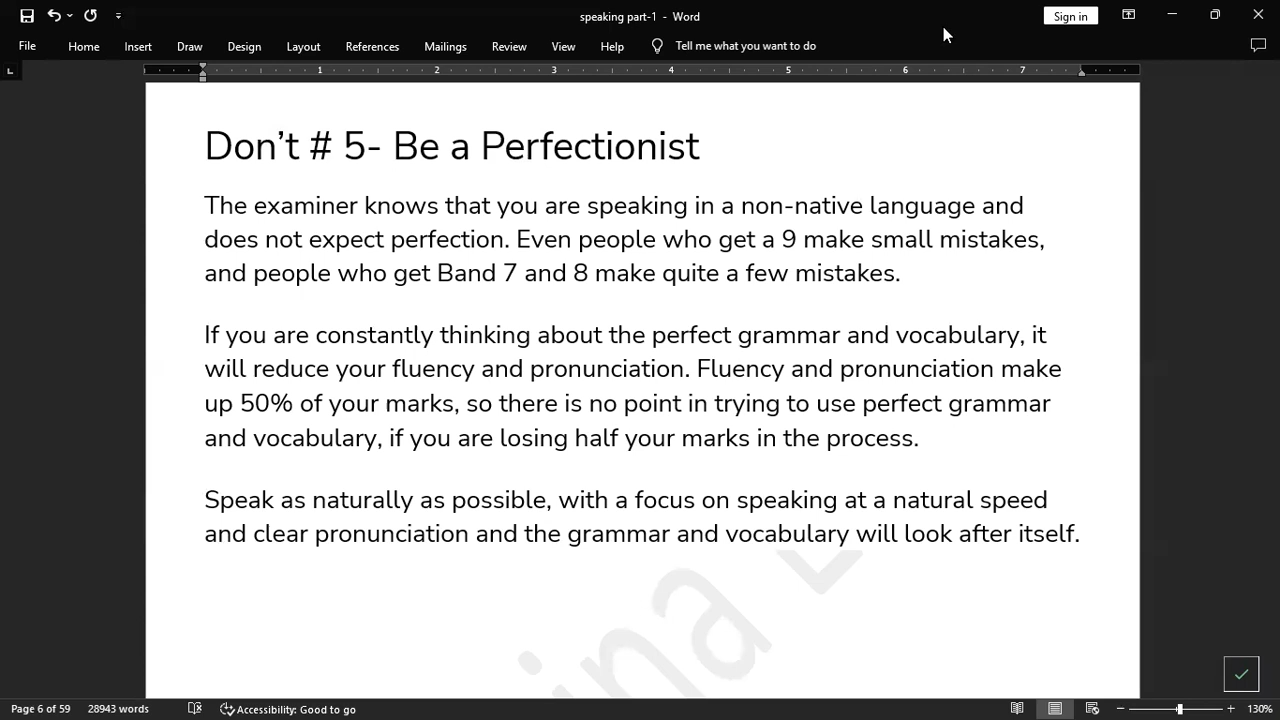 speaking part-1 - Word
Sign in
File Home Insert Draw Design Layout References Mailings Review View Help Tell me what you want to do
1 2 3 4 5 6 7
Don’t # 5- Be a Perfectionist
The examiner knows that you are speaking in a non-native language and
does not expect perfection. Even people who get a 9 make small mistakes,
and people who get Band 7 and 8 make quite a few mistakes.
If you are constantly thinking about the perfect grammar and vocabulary, it
will reduce your fluency and pronunciation. Fluency and pronunciation make
up 50% of your marks, so there is no point in trying to use perfect grammar
and vocabulary, if you are losing half your marks in the process.
Speak as naturally as possible, with a focus on speaking at a natural speed
and clear pronunciation and the grammar and vocabulary will look after itself.
Page 6 of 59 28943 words Accessibility: Good to go 130%